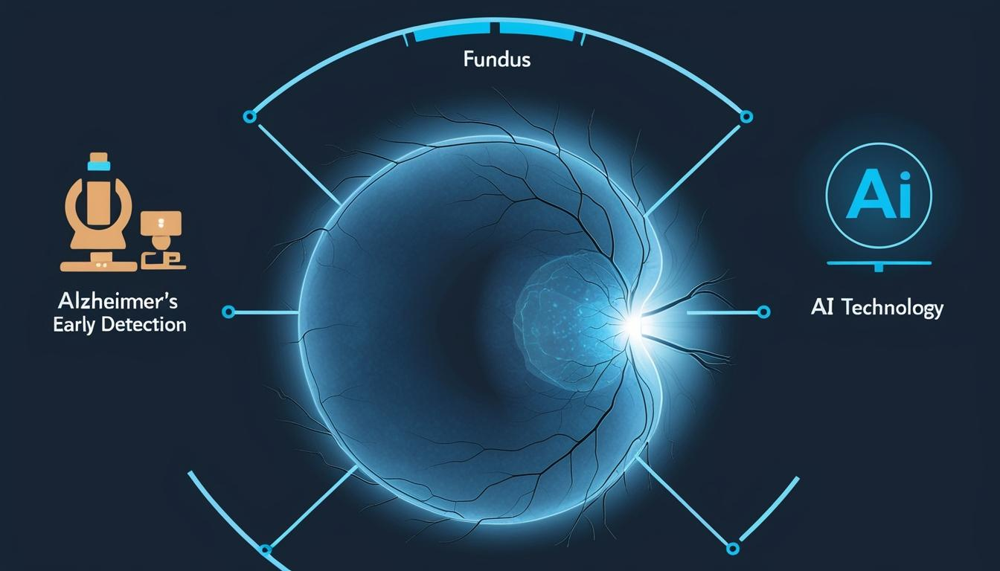 Fundus
Ai
Alzheimer's
Early Detection
AI Technology